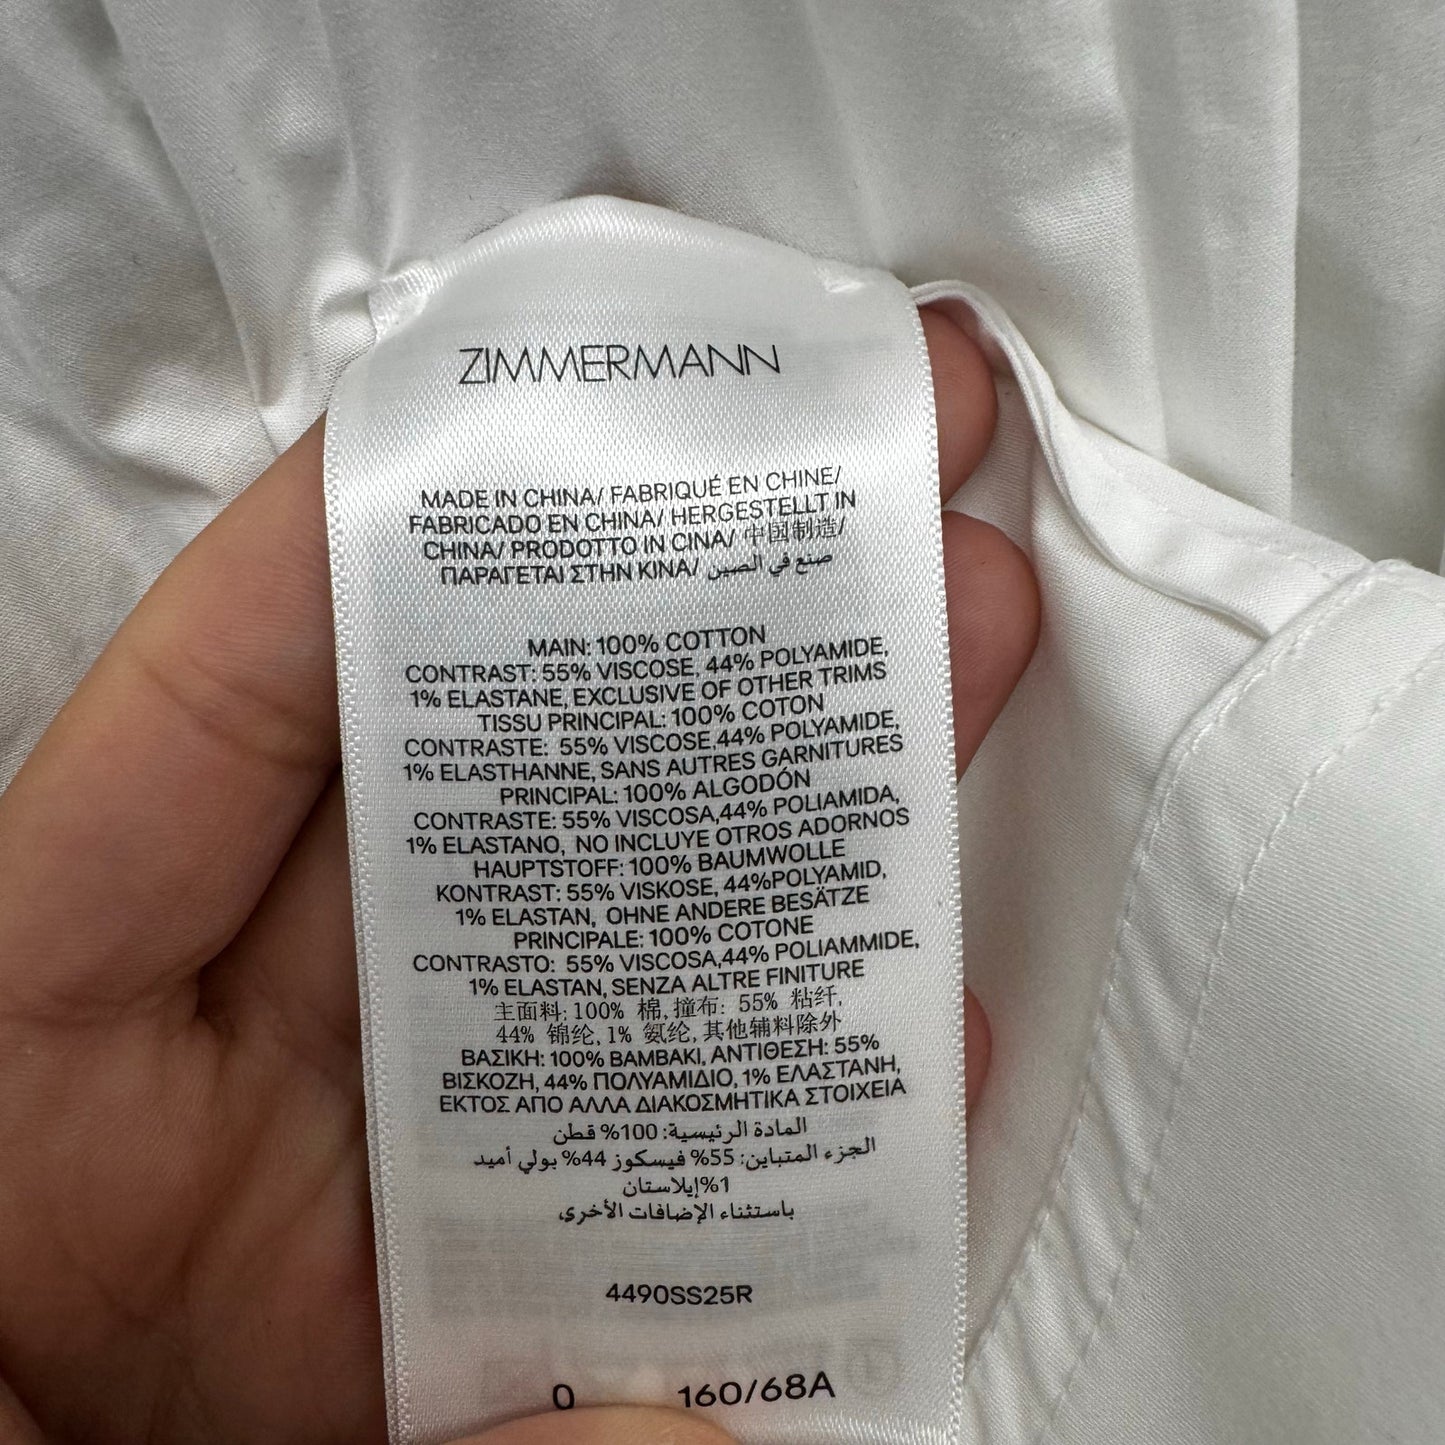 ZIMMERMANN
MADE IN CHINA/ FABRIQUÉ EN CHINE/
FABRICADO EN CHINA/ HERGESTELLT IN
CHINA/ PRODOTTO IN CINA/ 中国制造/
ΠΑΡΑΓΕΤΑΙ ΣΤΗΝ ΚΙΝΑ/ صنع في الصين
MAIN: 100% COTTON
CONTRAST: 55% VISCOSE, 44% POLYAMIDE,
1% ELASTANE, EXCLUSIVE OF OTHER TRIMS
TISSU PRINCIPAL: 100% COTON
CONTRASTE: 55% VISCOSE,44% POLYAMIDE,
1% ELASTHANNE, SANS AUTRES GARNITURES
PRINCIPAL: 100% ALGODÓN
CONTRASTE: 55% VISCOSA,44% POLIAMIDA,
1% ELASTANO, NO INCLUYE OTROS ADORNOS
HAUPTSTOFF: 100% BAUMWOLLE
KONTRAST: 55% VISKOSE, 44%POLYAMID,
1% ELASTAN, OHNE ANDERE BESÄTZE
PRINCIPALE: 100% COTONE
CONTRASTO: 55% VISCOSA,44% POLIAMMIDE,
1% ELASTAN, SENZA ALTRE FINITURE
主面料: 100% 棉, 撞布: 55% 粘纤,
44% 锦纶, 1% 氨纶, 其他辅料除外
ΒΑΣΙΚΗ: 100% ΒΑΜΒΑΚΙ, ΑΝΤΙΘΕΣΗ: 55%
ΒΙΣΚΟΖΗ, 44% ΠΟΛΥΑΜΙΔΙΟ, 1% ΕΛΑΣΤΑΝΗ,
ΕΚΤΟΣ ΑΠΟ ΑΛΛΑ ΔΙΑΚΟΣΜΗΤΙΚΑ ΣΤΟΙΧΕΙΑ
المادة الرئيسية: 100% قطن
الجزء المتباين: 55% فيسكوز 44% بولي أميد
1%إيلاستان
باستثناء الإضافات الأخرى،
4490SS25R
0 160/68A